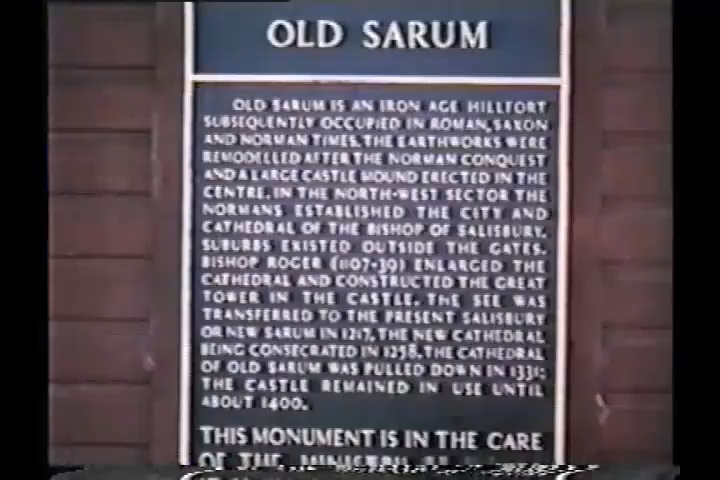 OLD SARUM
OLD SARUM IS AN IRON AGE HILLFORT
SUBSEQUENTLY OCCUPIED IN ROMAN, SAXON
AND NORMAN TIMES. THE EARTHWORKS WERE
REMODELLED AFTER THE NORMAN CONQUEST
AND A LARGE CASTLE MOUND ERECTED IN THE
CENTRE. IN THE NORTH-WEST SECTOR THE
NORMANS ESTABLISHED THE CITY AND
CATHEDRAL OF THE BISHOP OF SALISBURY.
SUBURBS EXISTED OUTSIDE THE GATES.
BISHOP ROGER (1107-39) ENLARGED THE
CATHEDRAL AND CONSTRUCTED THE GREAT
TOWER IN THE CASTLE. THE SEE WAS
TRANSFERRED TO THE PRESENT SALISBURY
OR NEW SARUM IN 1217, THE NEW CATHEDRAL
BEING CONSECRATED IN 1258. THE CATHEDRAL
OF OLD SARUM WAS PULLED DOWN IN 1331;
THE CASTLE REMAINED IN USE UNTIL
ABOUT 1400.
THIS MONUMENT IS IN THE CARE
OF THE